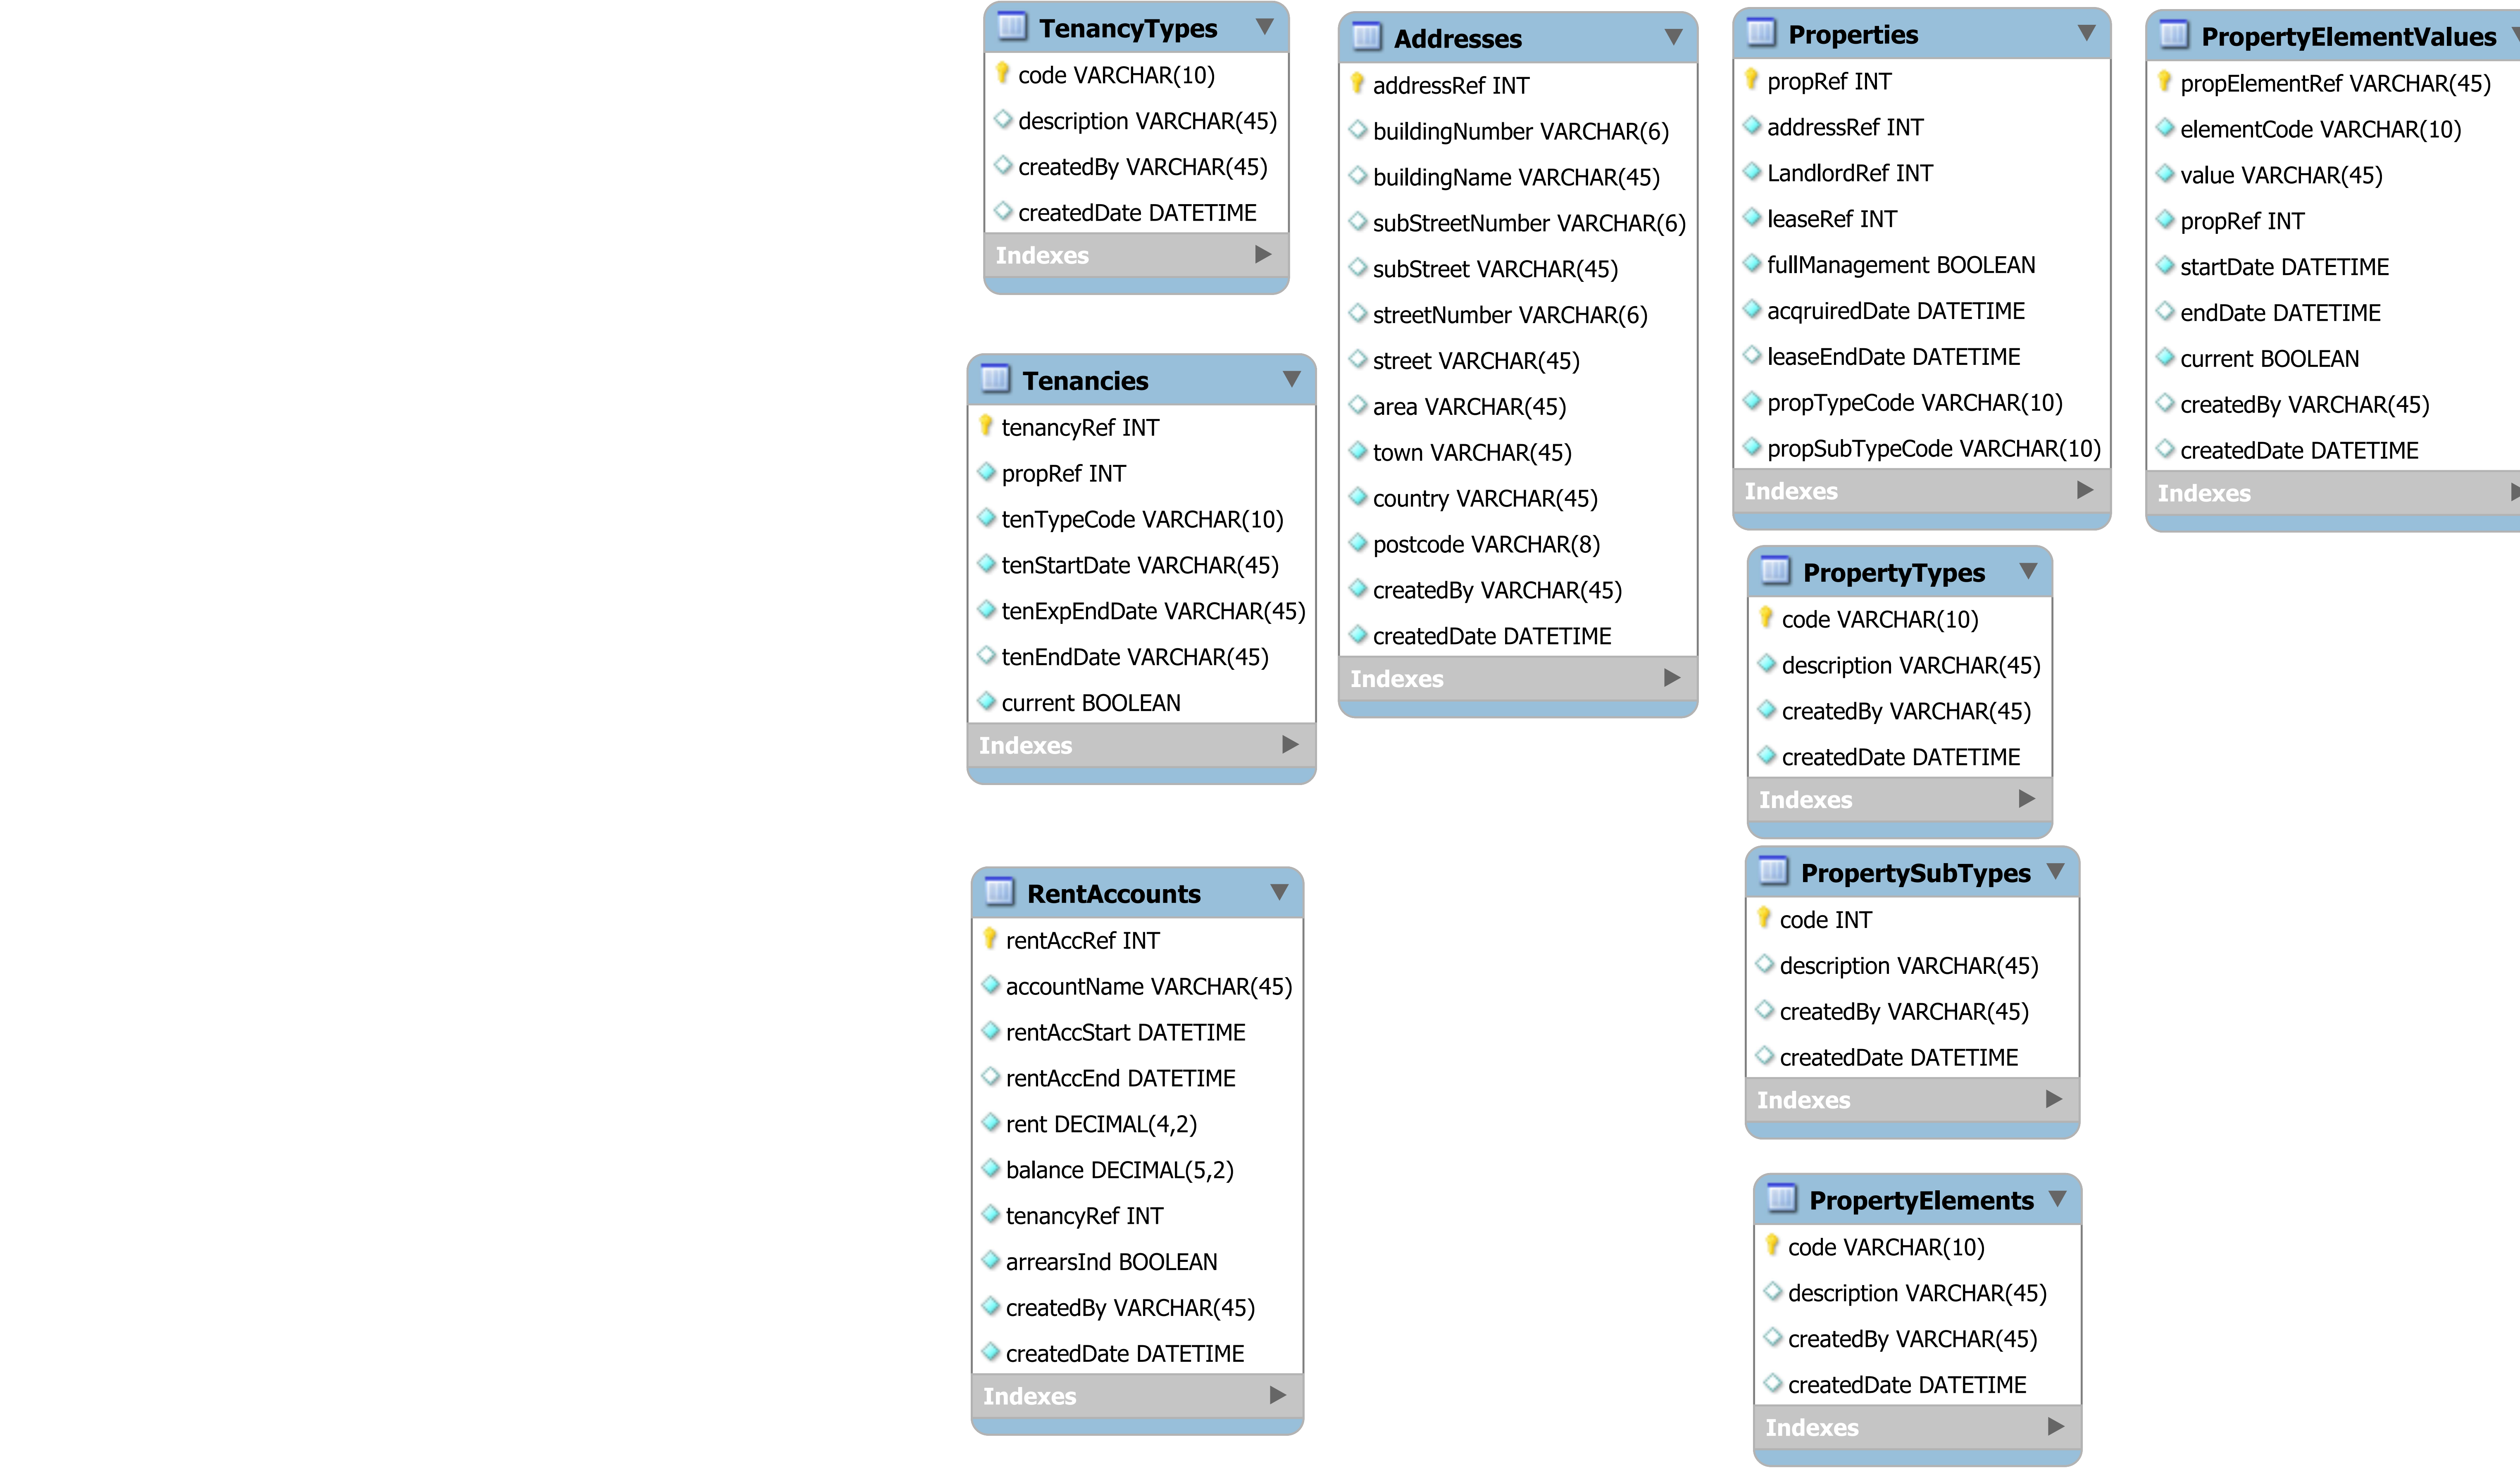 TenancyTypes
code VARCHAR(10)
description VARCHAR(45)
createdBy VARCHAR(45)
createdDate DATETIME
Indexes
Tenancies
tenancyRef INT
propRef INT
tenTypeCode VARCHAR(10)
tenStartDate VARCHAR(45)
tenExpEndDate VARCHAR(45)
tenEndDate VARCHAR(45)
current BOOLEAN
Indexes
RentAccounts
rentAccRef INT
accountName VARCHAR(45)
rentAccStart DATETIME
rentAccEnd DATETIME
rent DECIMAL(4,2)
balance DECIMAL(5,2)
tenancyRef INT
arrearsInd BOOLEAN
createdBy VARCHAR(45)
createdDate DATETIME
Indexes
Addresses
addressRef INT
buildingNumber VARCHAR(6)
buildingName VARCHAR(45)
subStreetNumber VARCHAR(6)
subStreet VARCHAR(45)
streetNumber VARCHAR(6)
street VARCHAR(45)
area VARCHAR(45)
town VARCHAR(45)
country VARCHAR(45)
postcode VARCHAR(8)
createdBy VARCHAR(45)
createdDate DATETIME
Indexes
Properties
propRef INT
addressRef INT
LandlordRef INT
leaseRef INT
fullManagement BOOLEAN
acqruiredDate DATETIME
leaseEndDate DATETIME
propTypeCode VARCHAR(10)
propSubTypeCode VARCHAR(10)
Indexes
PropertyTypes
code VARCHAR(10)
description VARCHAR(45)
createdBy VARCHAR(45)
createdDate DATETIME
Indexes
PropertySubTypes
code INT
description VARCHAR(45)
createdBy VARCHAR(45)
createdDate DATETIME
Indexes
PropertyElements
code VARCHAR(10)
description VARCHAR(45)
createdBy VARCHAR(45)
createdDate DATETIME
Indexes
PropertyElementValues
propElementRef VARCHAR(45)
elementCode VARCHAR(10)
value VARCHAR(45)
propRef INT
startDate DATETIME
endDate DATETIME
current BOOLEAN
createdBy VARCHAR(45)
createdDate DATETIME
Indexes